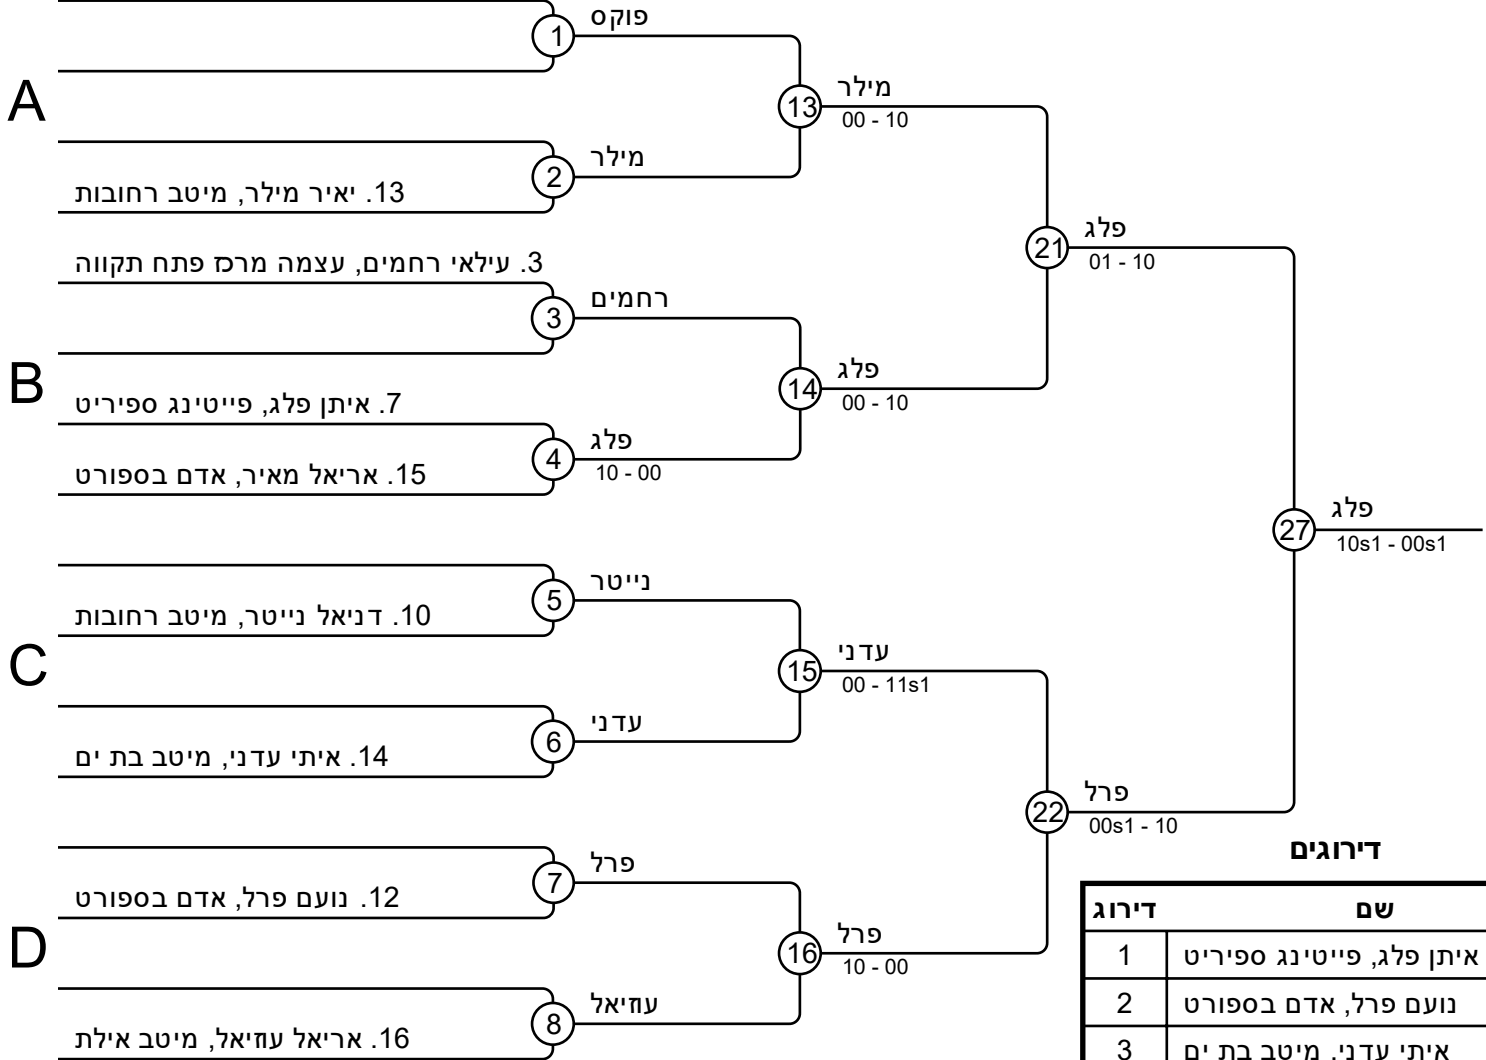 A
B
C
D
13. יאיר מילר, מיטב רחובות
3. עילאי רחמים, עצמה מרכז פתח תקווה
7. איתן פלג, פייטינג ספיריט
15. אריאל מאיר, אדם בספורט
10. דניאל נייטר, מיטב רחובות
14. איתי עדני, מיטב בת ים
12. נועם פרל, אדם בספורט
16. אריאל עוזיאל, מיטב אילת
1
פוקס
2
מילר
3
רחמים
4
פלג
10 - 00
5
נייטר
6
עדני
7
פרל
8
עוזיאל
13
מילר
00 - 10
14
פלג
00 - 10
15
עדני
00 - 11s1
16
פרל
10 - 00
21
פלג
01 - 10
22
פרל
00s1 - 10
27
פלג
10s1 - 00s1
דירוגים
דירוג שם
1 איתן פלג, פייטינג ספיריט
2 נועם פרל, אדם בספורט
3 איתי עדני, מיטב בת ים